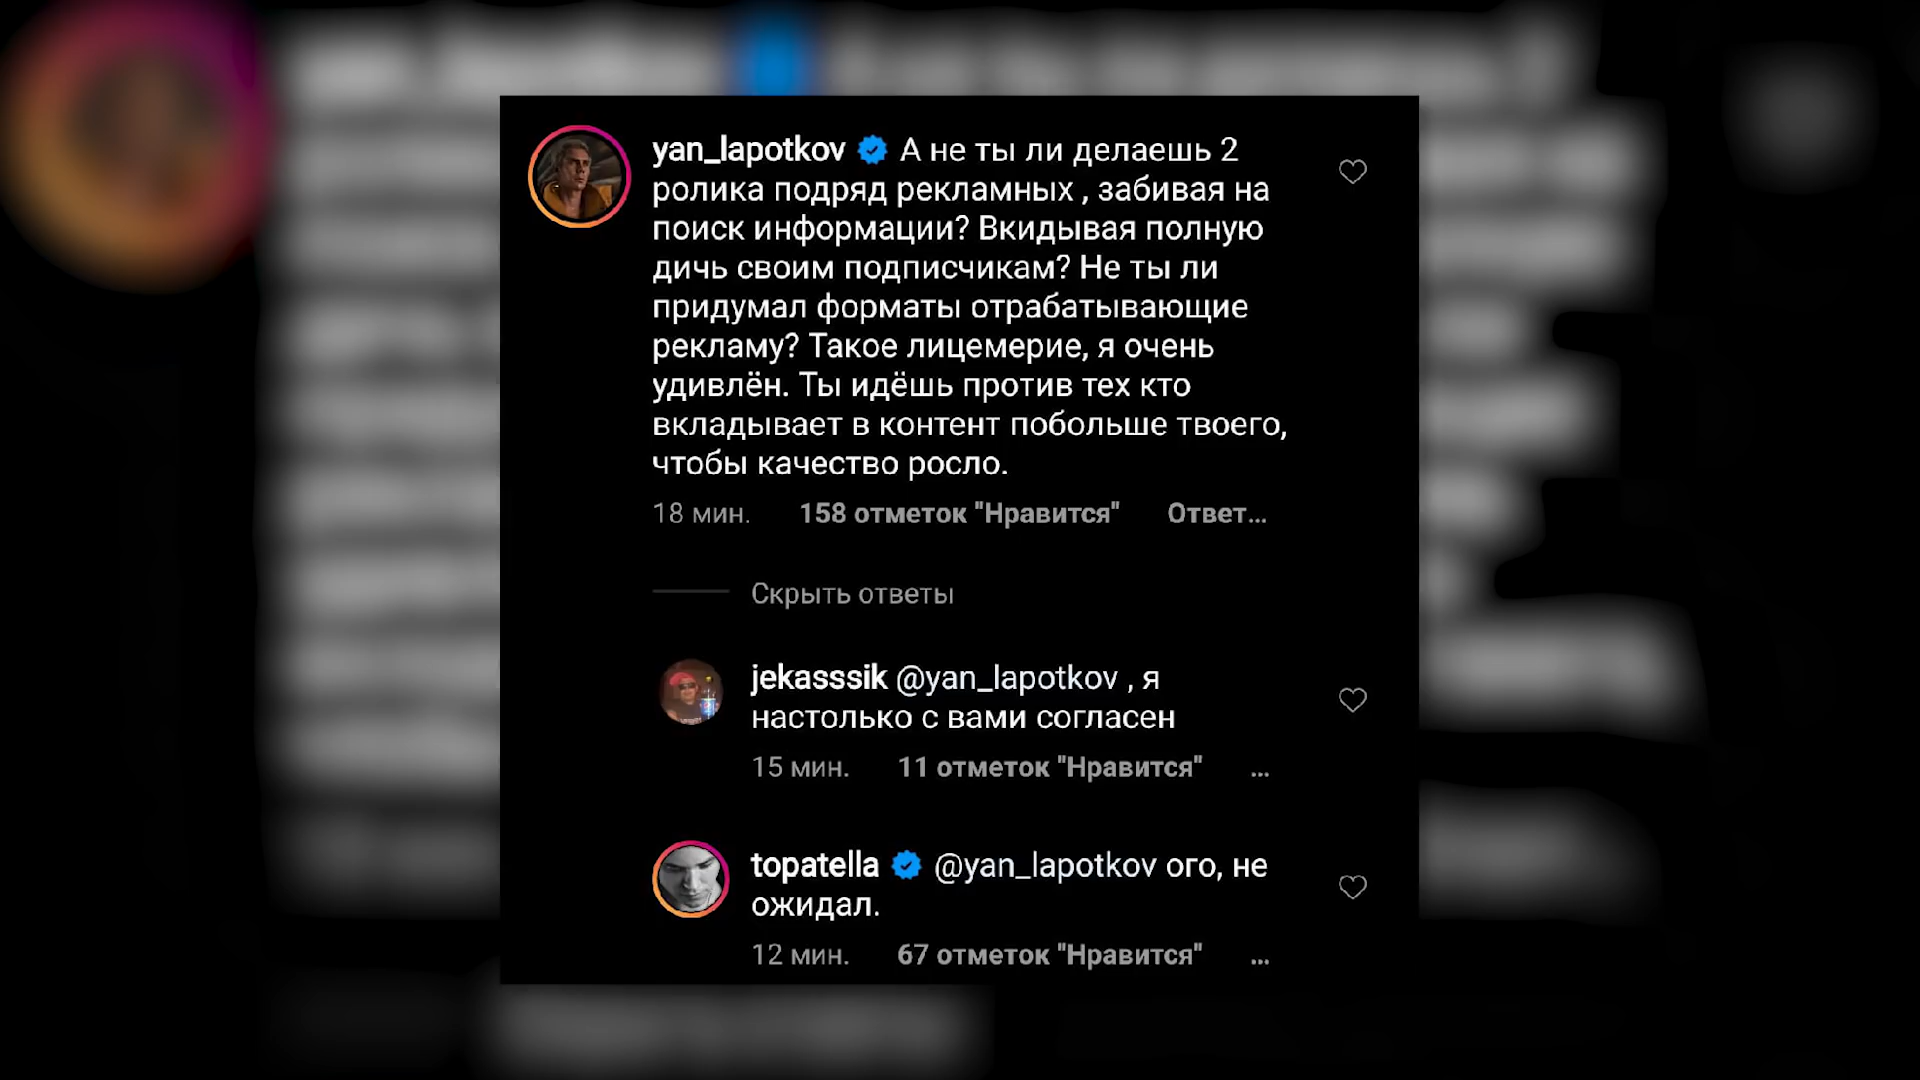 yan_lapotkov А не ты ли делаешь 2
ролика подряд рекламных , забивая на
поиск информации? Вкидывая полную
дичь своим подписчикам? Не ты ли
придумал форматы отрабатывающие
рекламу? Такое лицемерие, я очень
удивлён. Ты идёшь против тех кто
вкладывает в контент побольше твоего,
чтобы качество росло.
18 мин. 158 отметок "Нравится" Ответ...
Скрыть ответы
jekasssik @yan_lapotkov , я
настолько с вами согласен
15 мин. 11 отметок "Нравится" ...
topatella @yan_lapotkov ого, не
ожидал.
12 мин. 67 отметок "Нравится" ...